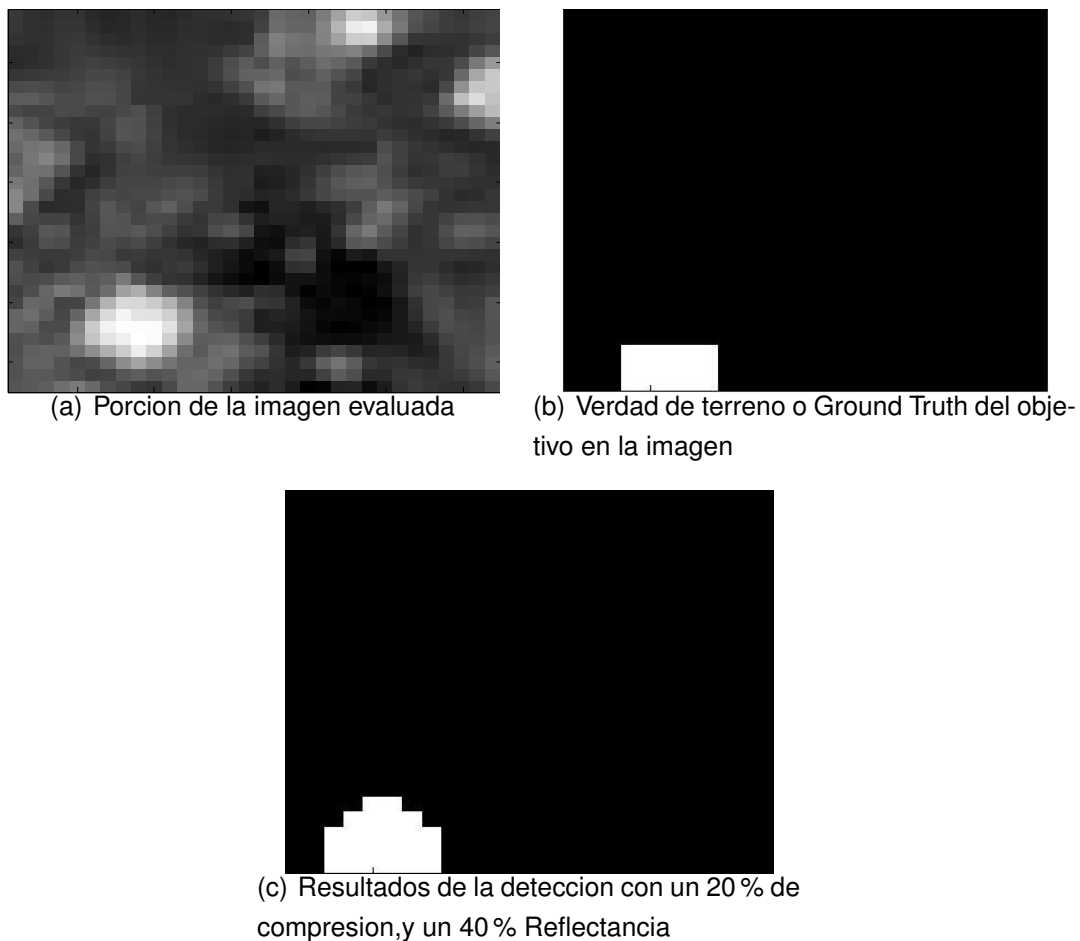 (a) Porcion de la imagen evaluada
(b) Verdad de terreno o Ground Truth del obje-
tivo en la imagen
(c) Resultados de la deteccion con un 20 % de
compresion,y un 40 % Reflectancia